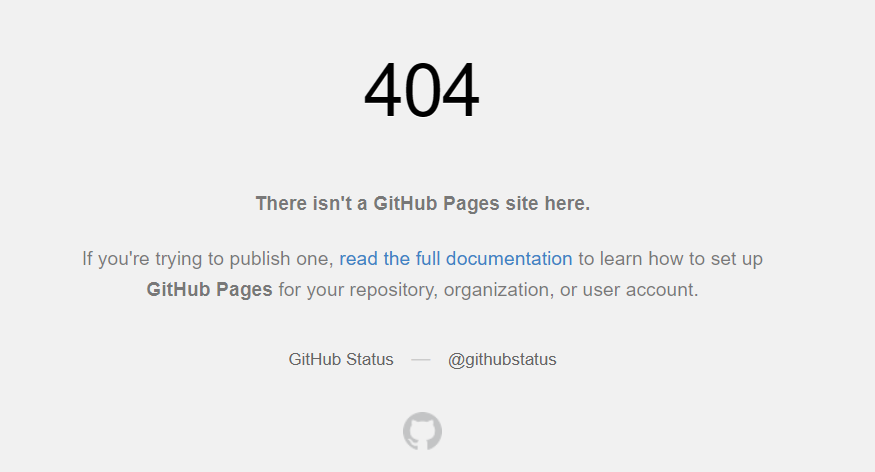 404
There isn't a GitHub Pages site here.
If you're trying to publish one, read the full documentation to learn how to set up
GitHub Pages for your repository, organization, or user account.
GitHub Status — @githubstatus